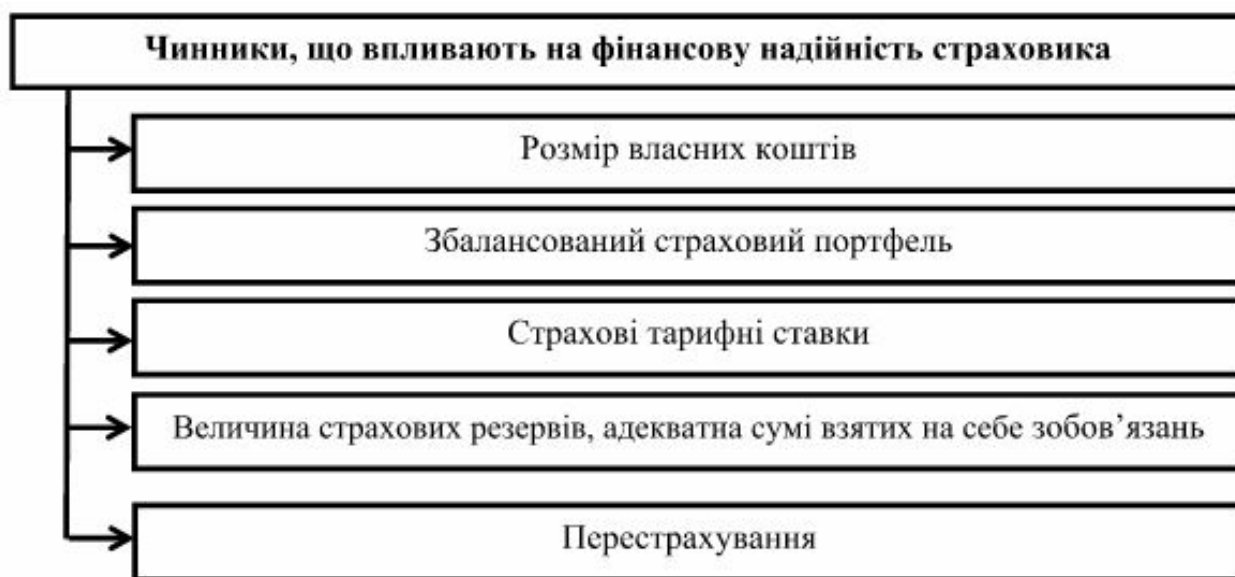 Чинники, що впливають на фінансову надійність страховика
Розмір власних коштів
Збалансований страховий портфель
Страхові тарифні ставки
Величина страхових резервів, адекватна сумі взятих на себе зобов’язань
Перестрахування